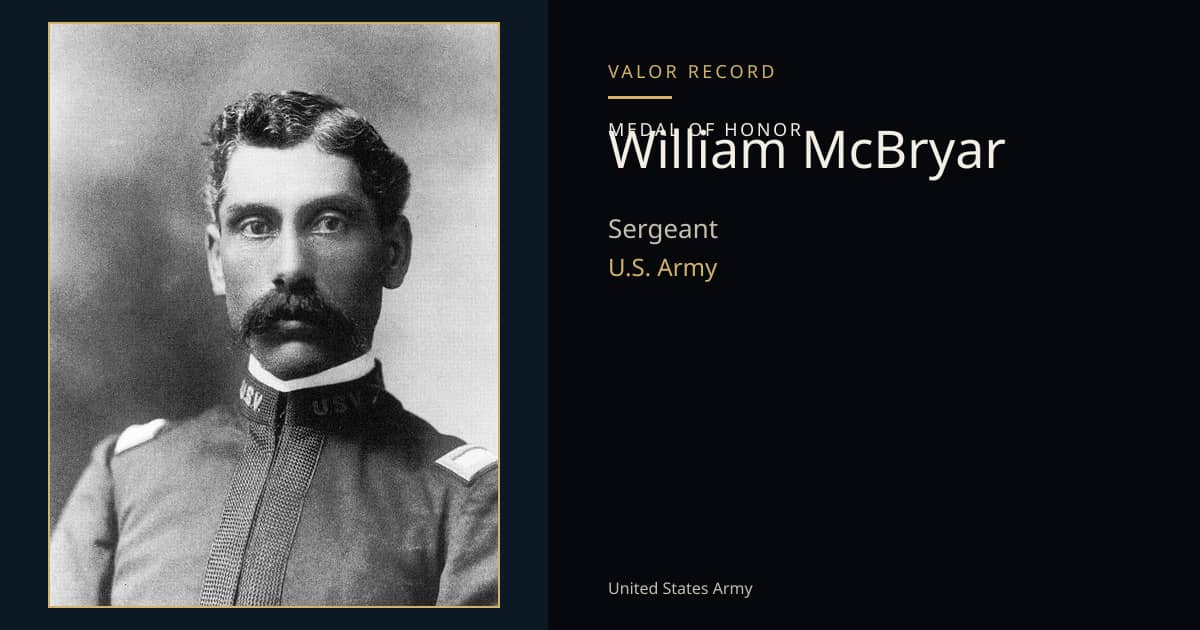 VALOR RECORD
MEDAL OF HONOR
William McBryar
Sergeant
U.S. Army
United States Army
USV
USV